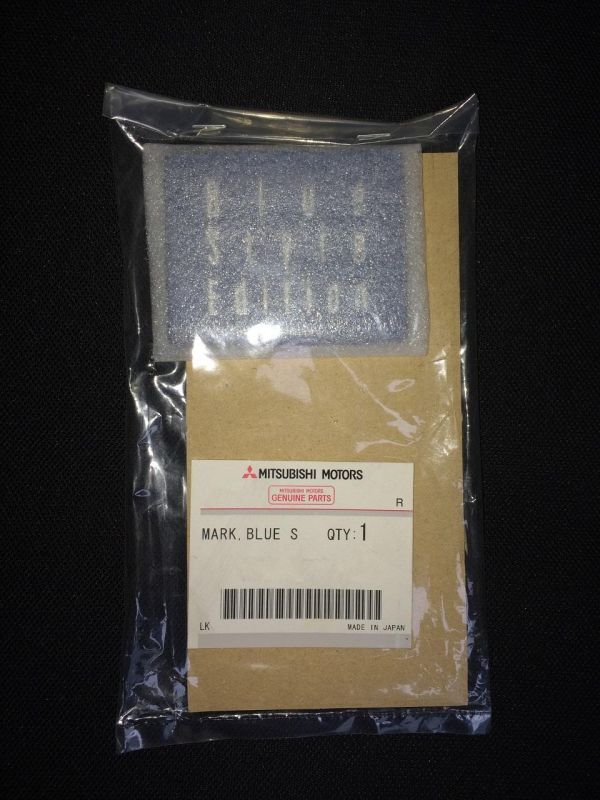 Blue
Style
Edition
MITSUBISHI MOTORS
MITSUBISHI MOTORS
GENUINE PARTS
R
MARK, BLUE S QTY:1
LK
MADE IN JAPAN